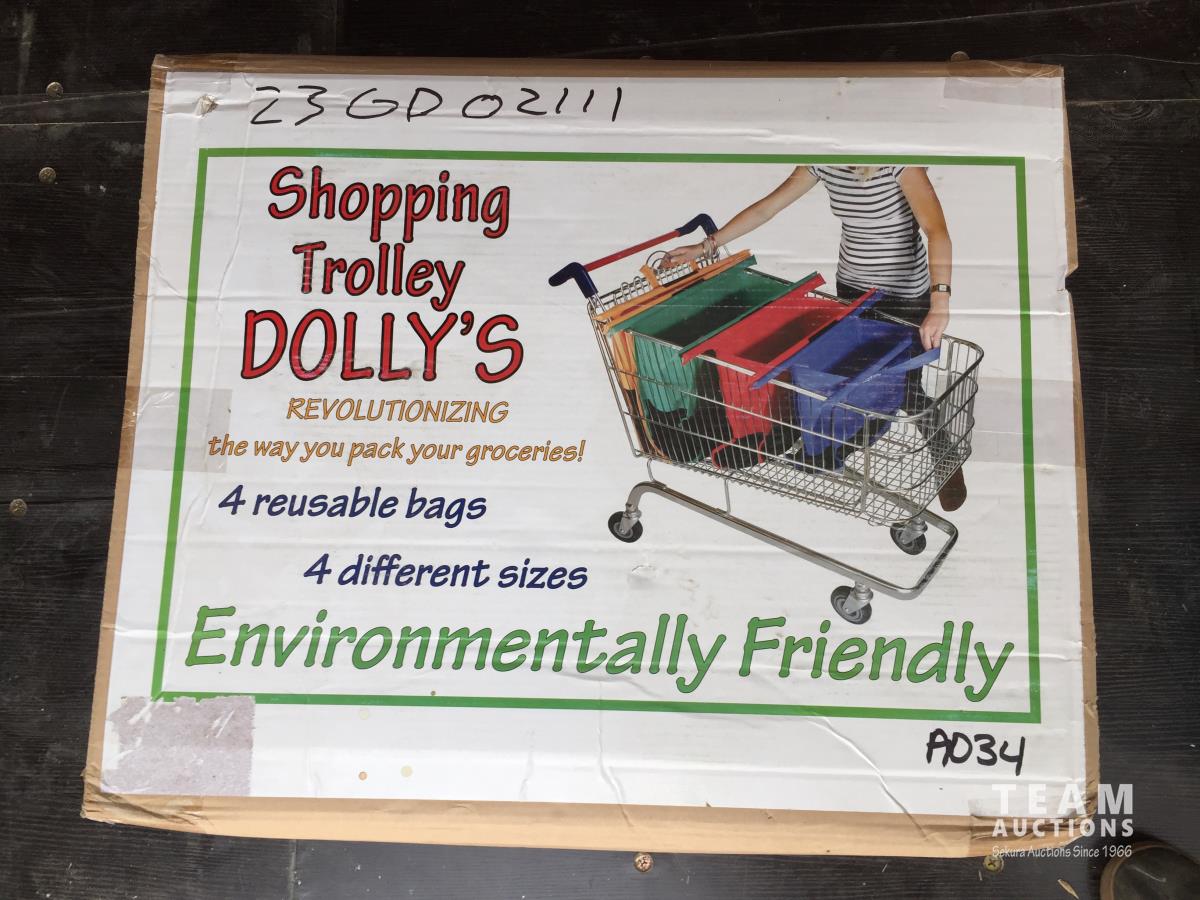 23GD02111
Shopping
Trolley
DOLLY'S
REVOLUTIONIZING
the way you pack your groceries!
4 reusable bags
4 different sizes
Environmentally Friendly
A034
TEAM
AUCTIONS
Sekura Auctions Since 1966